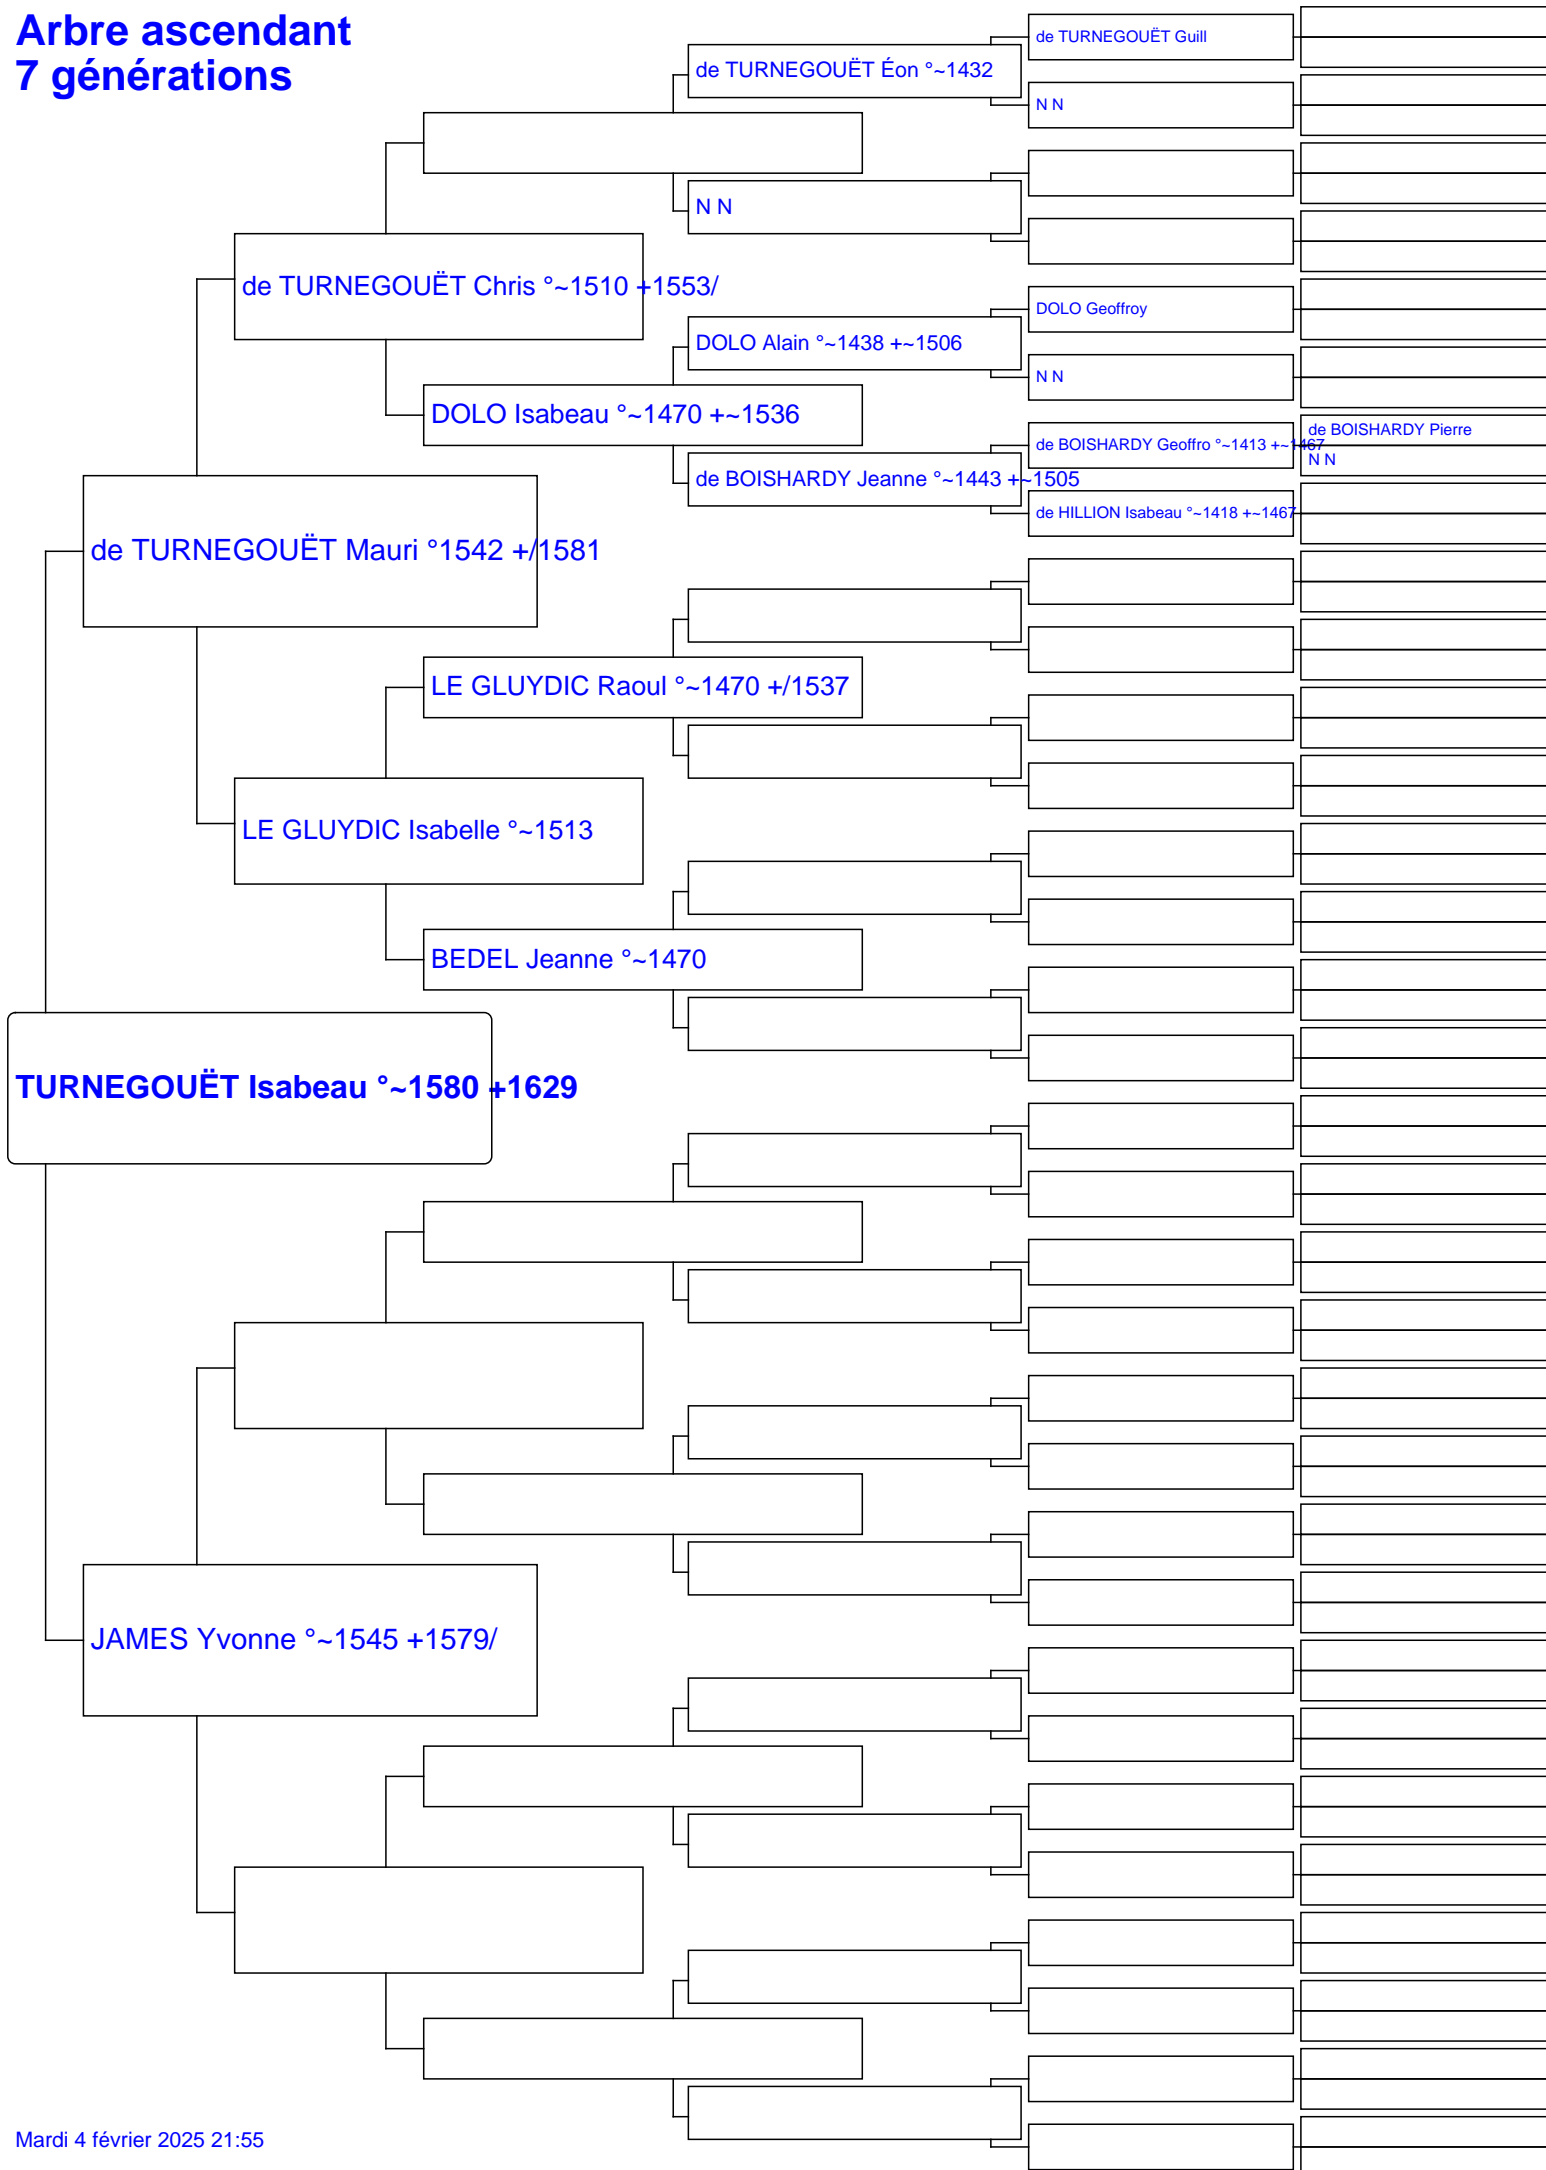 Arbre ascendant
7 générations
de TURNEGOUËT Guill
de TURNEGOUËT Éon °~1432
N N
N N
de TURNEGOUËT Chris °~1510 +1553/
DOLO Geoffroy
DOLO Alain °~1438 +~1506
N N
DOLO Isabeau °~1470 +~1536
de BOISHARDY Pierre
de BOISHARDY Geoffro °~1413 +~1467
N N
de BOISHARDY Jeanne °~1443 +~1505
de HILLION Isabeau °~1418 +~1467
de TURNEGOUËT Mauri °1542 +/1581
LE GLUYDIC Raoul °~1470 +/1537
LE GLUYDIC Isabelle °~1513
BEDEL Jeanne °~1470
TURNEGOUËT Isabeau °~1580 +1629
JAMES Yvonne °~1545 +1579/
Mardi 4 février 2025 21:55